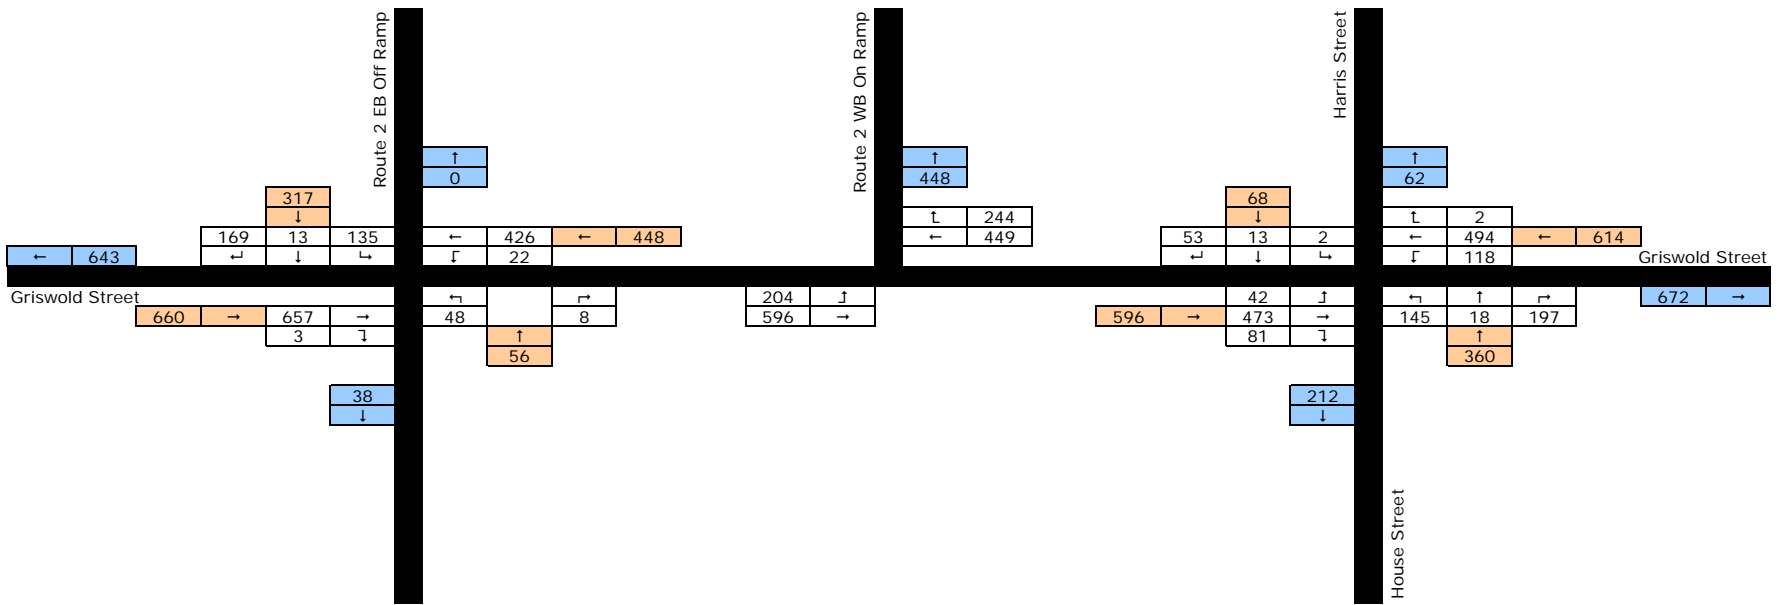 Route 2 EB Off Ramp
Route 2 WB On Ramp
Harris Street
↑ ↑ ↑
0 448 62
317 68
↓ ↱ 244 ↓ ↱ 2
169 13 135 ← 426 ← 448 ← 449 53 13 2 ← 494 ← 614
← 643 ↵ ↓ ↳ ↲ 22 ↵ ↓ ↳ ↲ 118 Griswold Street
Griswold Street ↰ ↱ 204 ↰ 42 ↰ ↰ ↑ ↱ 672 →
660 → 657 → 48 8 596 → 596 → 473 → 145 18 197
3 ↴ ↑ 81 ↴ ↑
56 360
38 212
↓ ↓
House Street